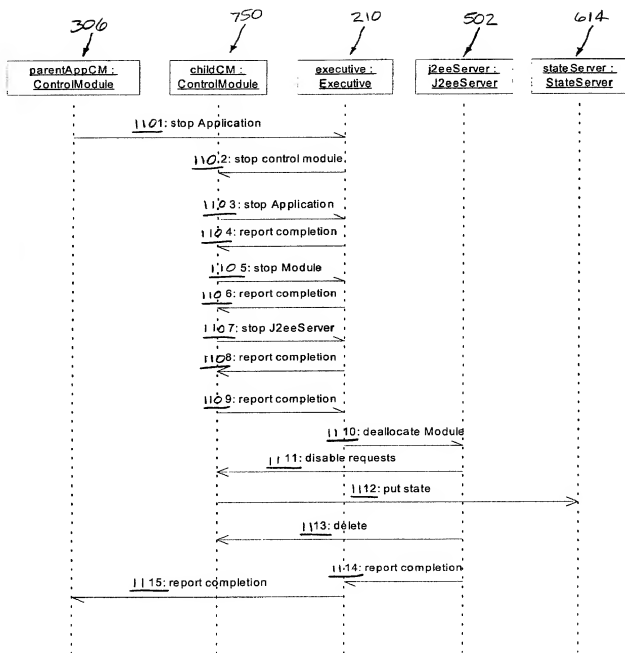 306 750 210 502 614
parentAppCM : childCM : executive : j2eeServer : stateServer :
ControlModule ControlModule Executive J2eeServer StateServer
1101: stop Application
1102: stop control module
1103: stop Application
1104: report completion
1105: stop Module
1106: report completion
1107: stop J2eeServer
1108: report completion
1109: report completion
1110: deallocate Module
1111: disable requests
1112: put state
1113: delete
1114: report completion
1115: report completion